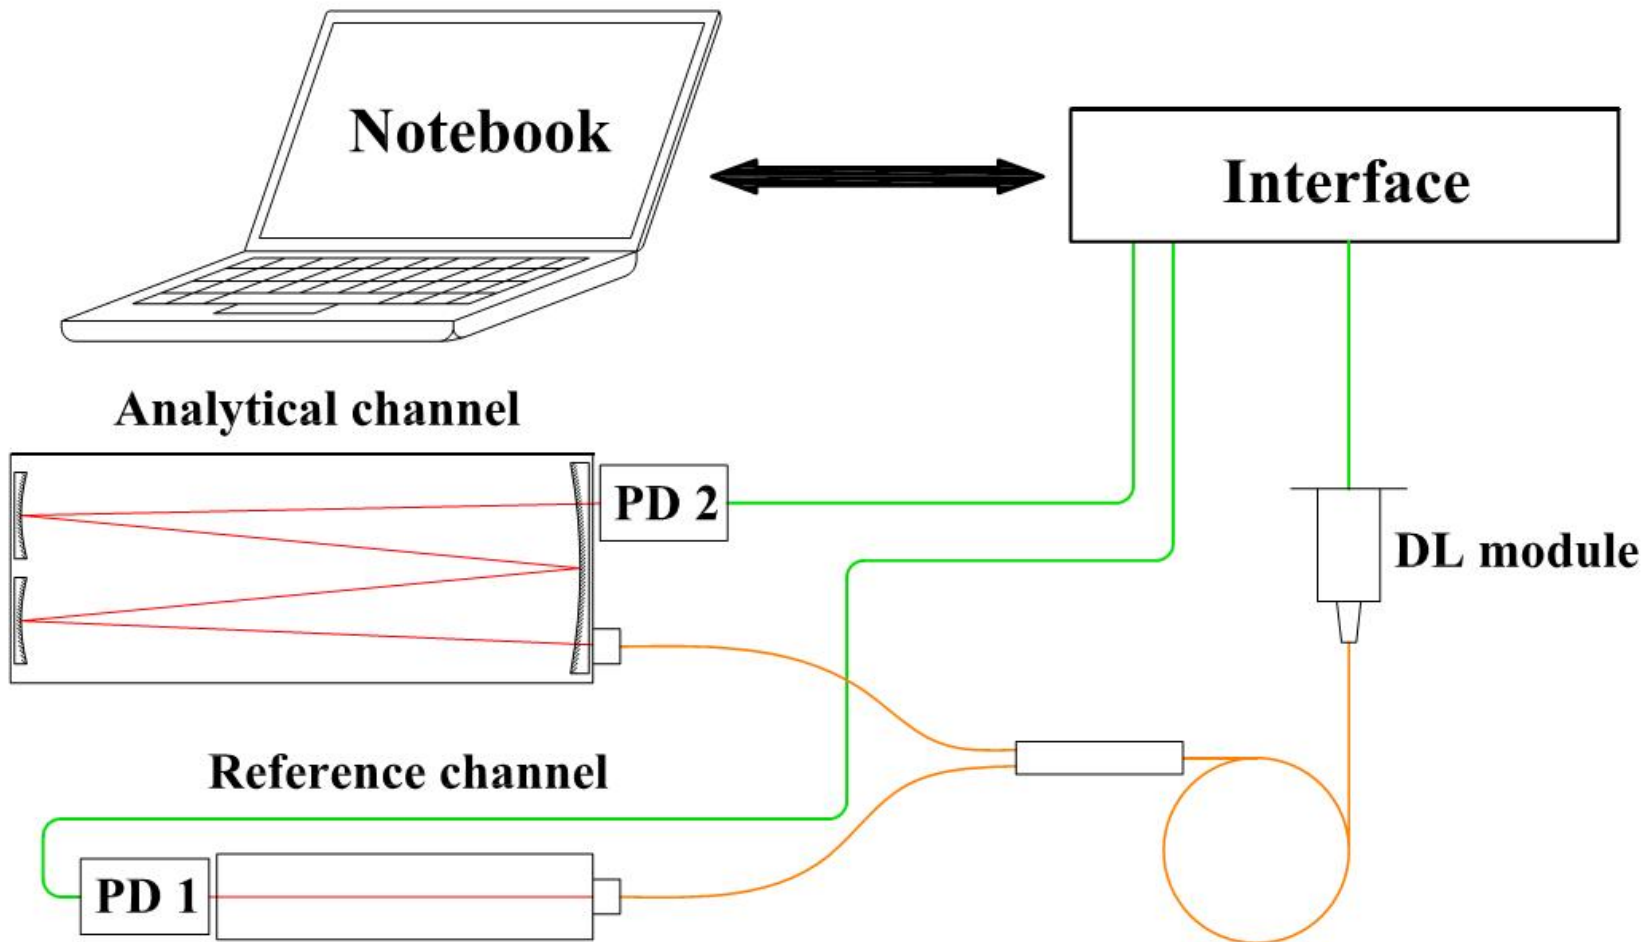 Notebook
Interface
Analytical channel
PD 2
DL module
Reference channel
PD 1